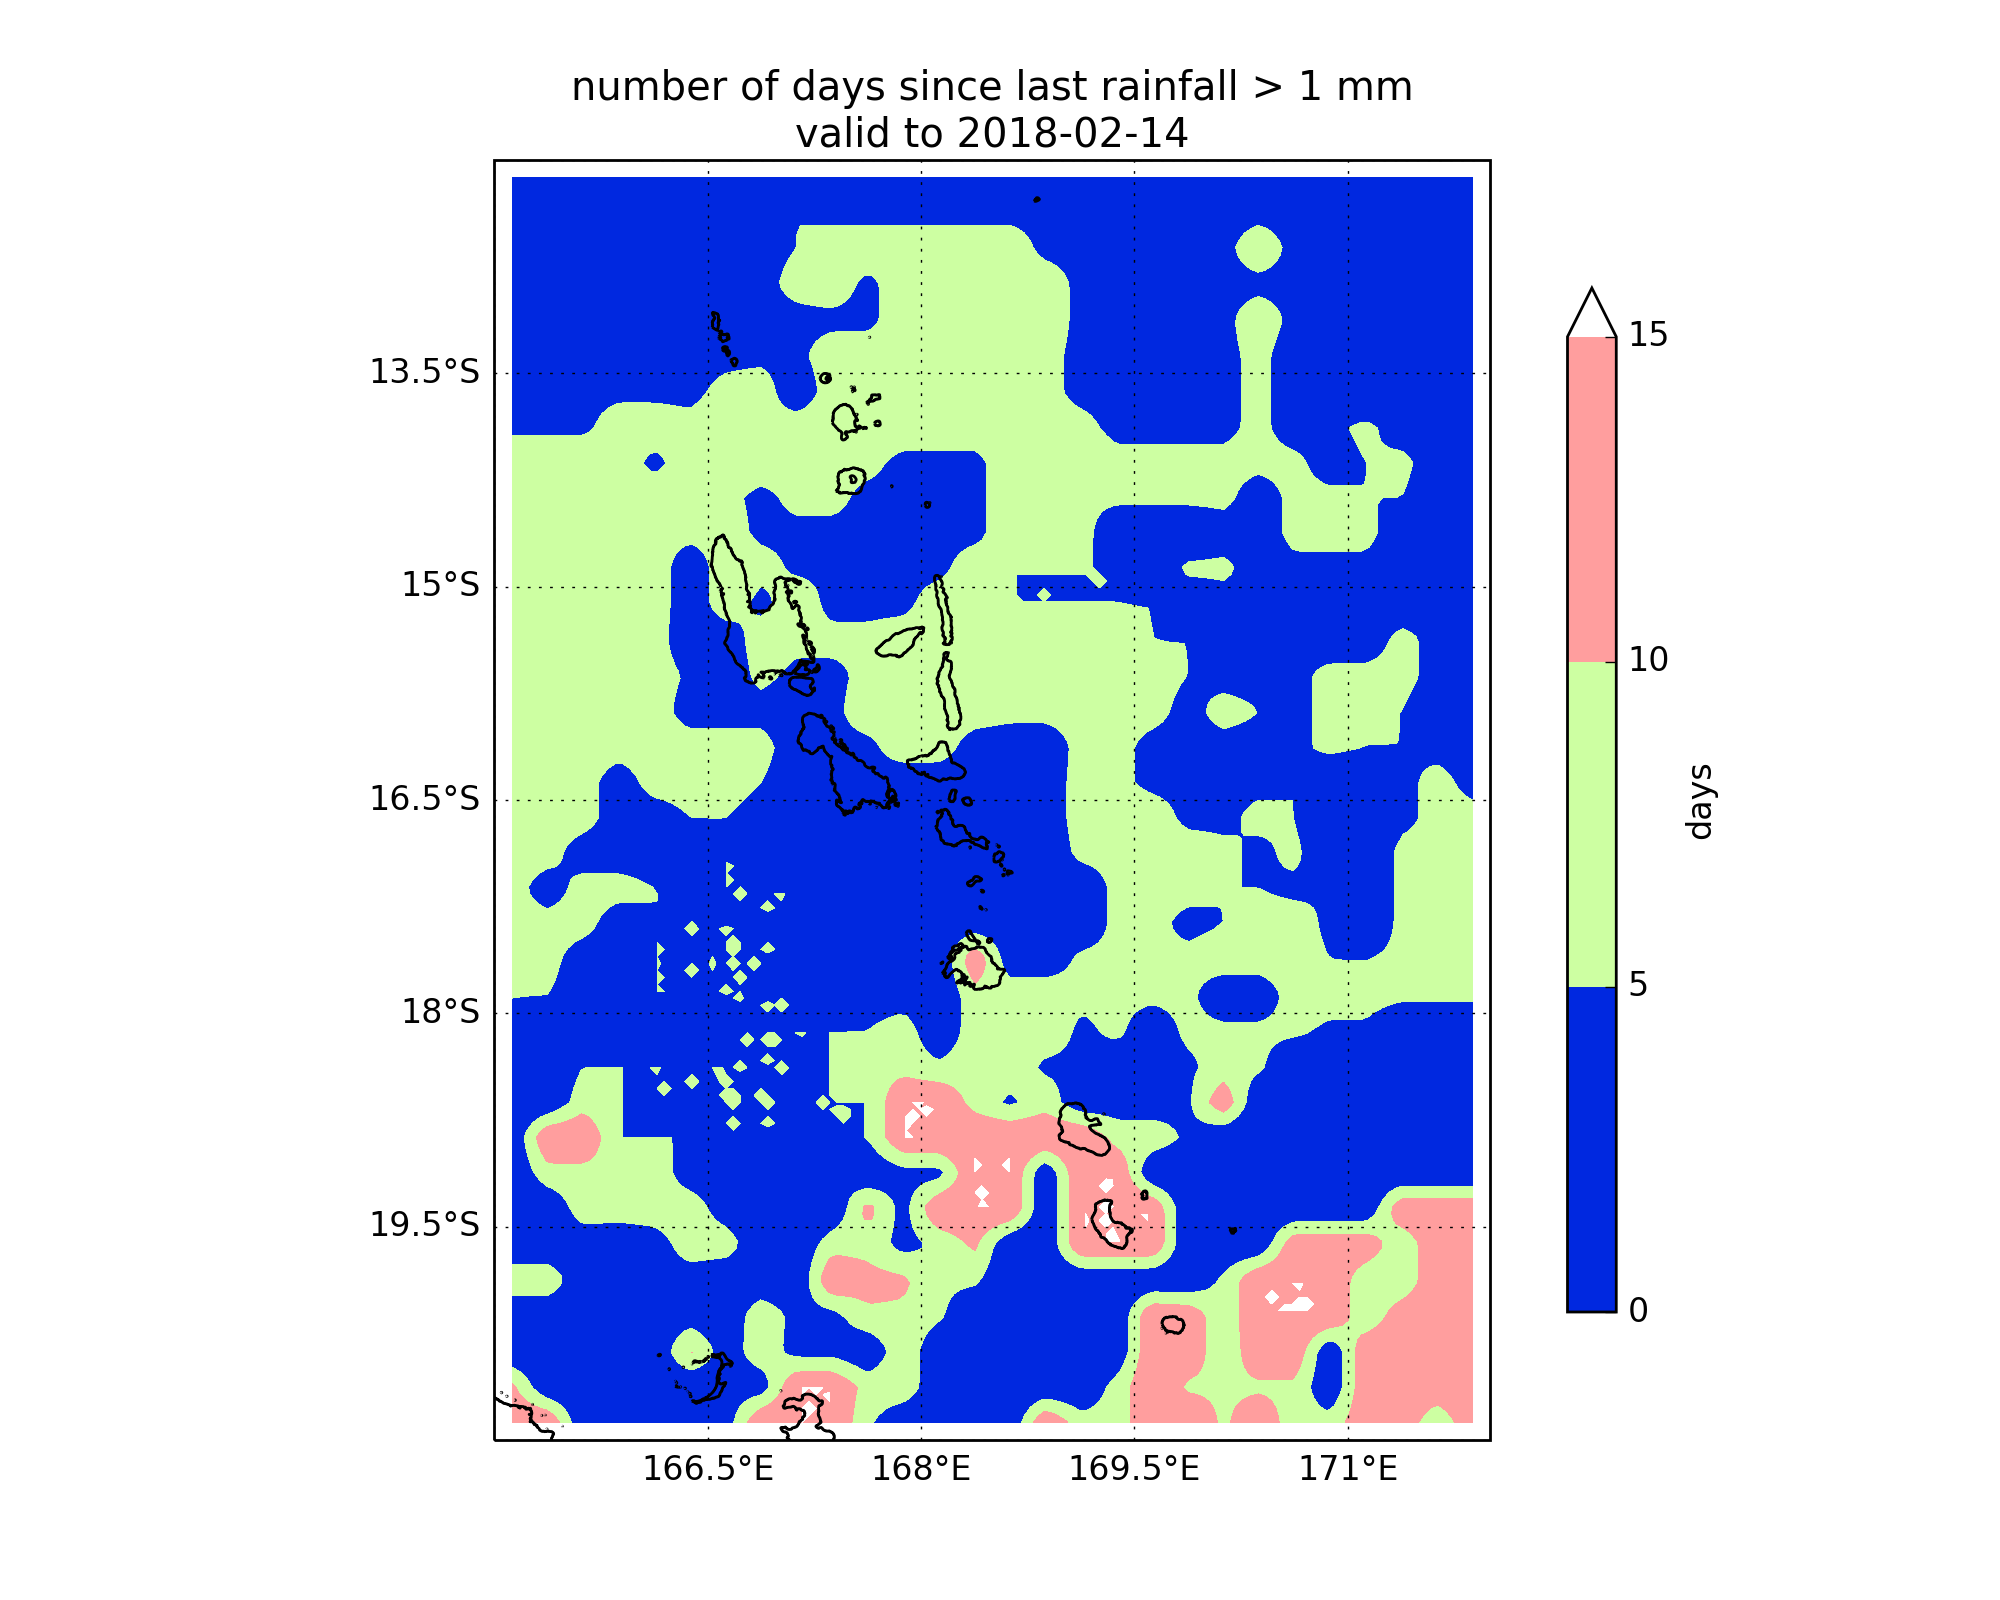 number of days since last rainfall > 1 mm
valid to 2018-02-14
13.5°S
15°S
16.5°S
18°S
19.5°S
166.5°E
168°E
169.5°E
171°E
15
10
5
0
days